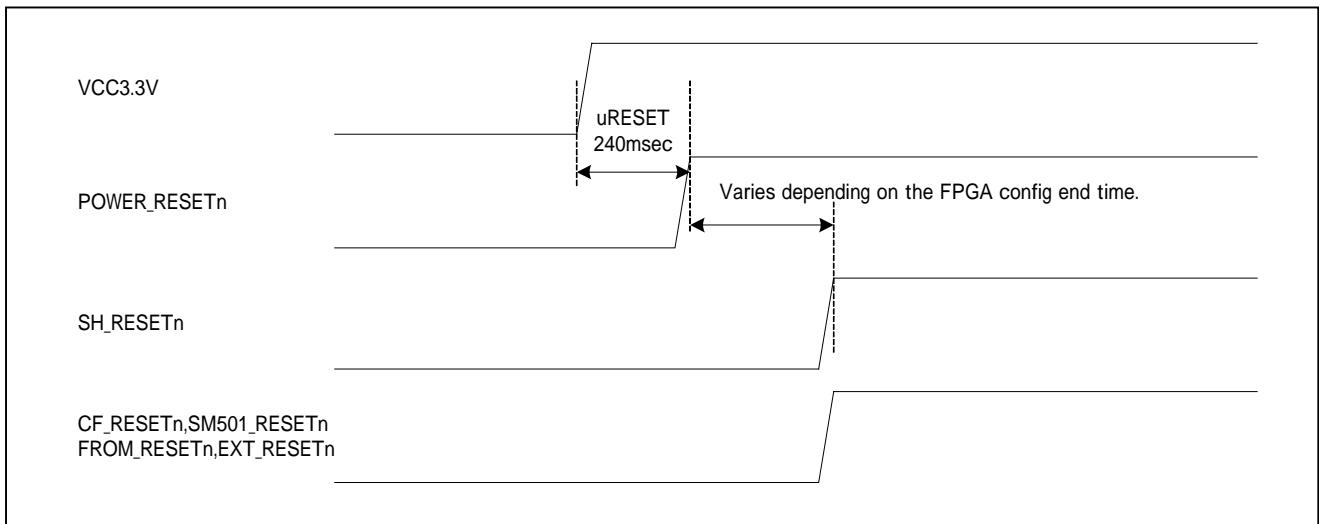 VCC3.3V
uRESET
240msec
POWER_RESETn
Varies depending on the FPGA config end time.
SH_RESETn
CF_RESETn,SM501_RESETn
FROM_RESETn,EXT_RESETn